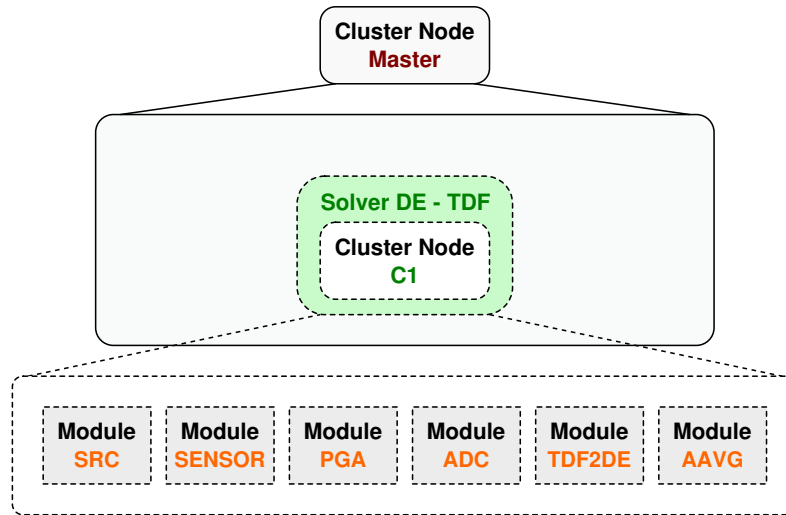 Cluster Node
Master
Solver DE - TDF
Cluster Node
C1
Module
SRC
Module
SENSOR
Module
PGA
Module
ADC
Module
TDF2DE
Module
AAVG